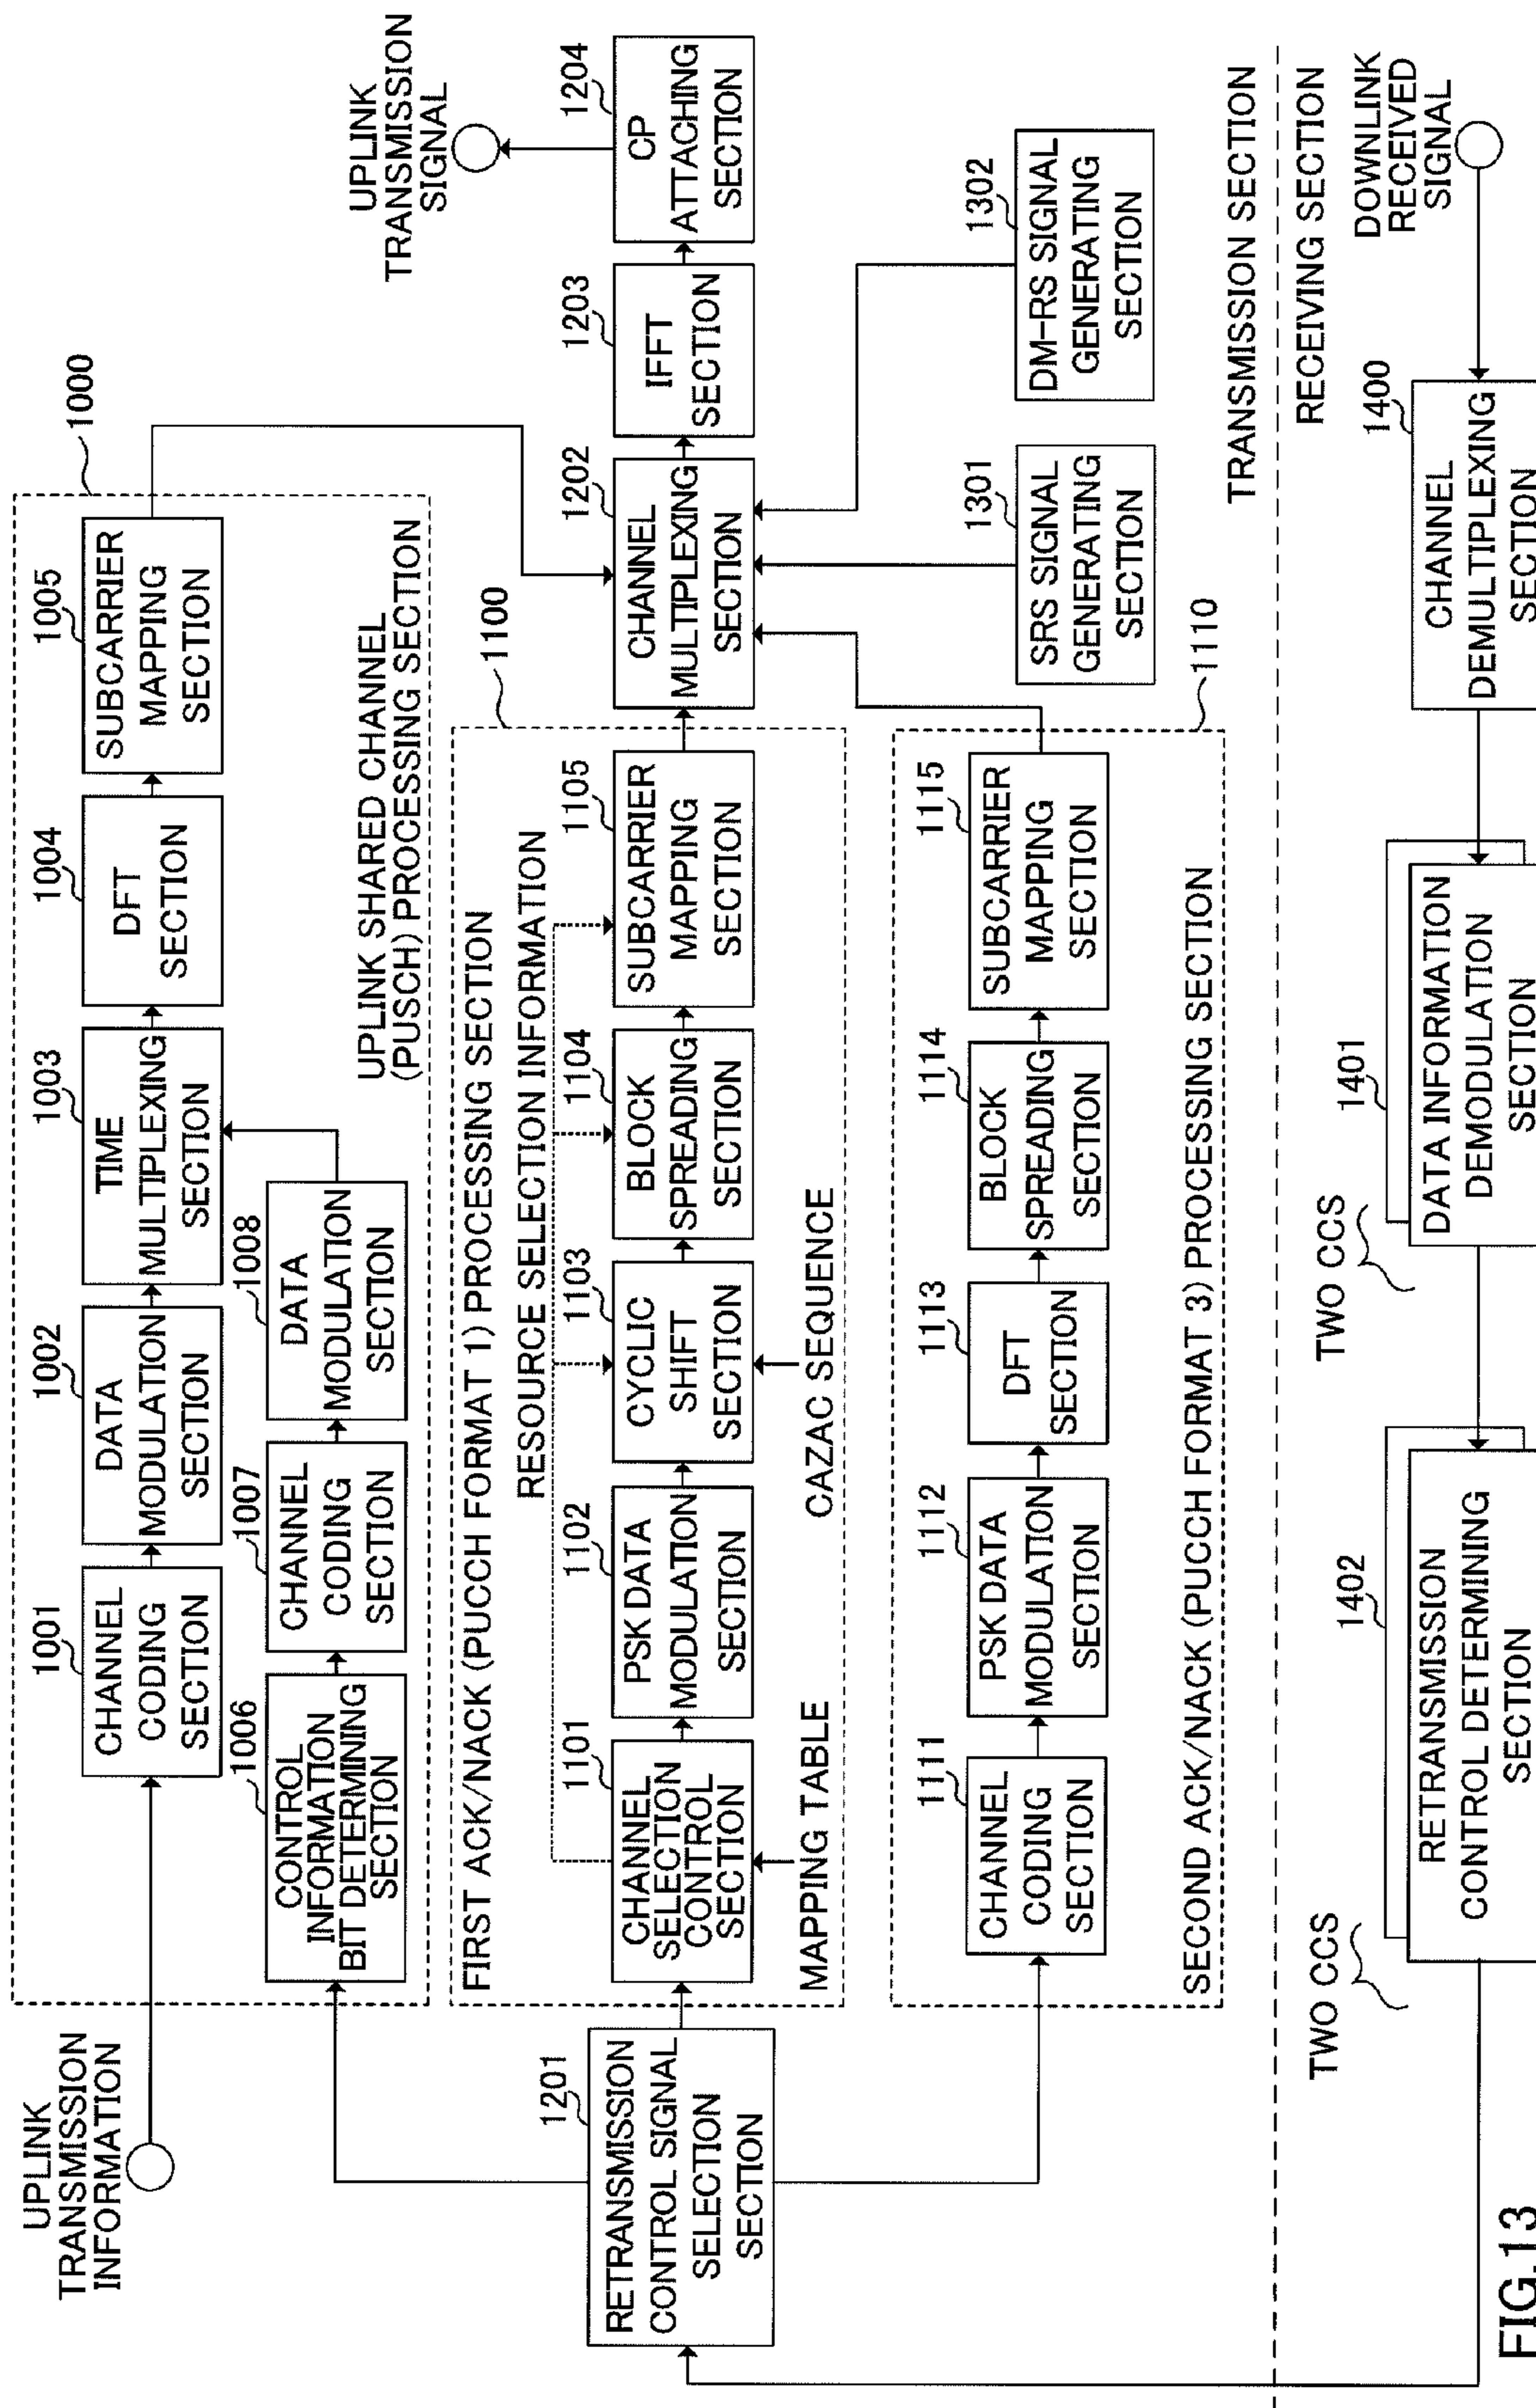 UPLINK
TRANSMISSION
INFORMATION
1000
1001
CHANNEL
CODING
SECTION
1002
DATA
MODULATION
SECTION
1003
TIME
MULTIPLEXING
SECTION
1004
DFT
SECTION
1005
SUBCARRIER
MAPPING
SECTION
1006
CONTROL
INFORMATION
BIT DETERMINING
SECTION
1007
CHANNEL
CODING
SECTION
1008
DATA
MODULATION
SECTION
UPLINK SHARED CHANNEL
(PUSCH) PROCESSING SECTION
UPLINK
TRANSMISSION
SIGNAL
FIRST ACK/NACK (PUCCH FORMAT 1) PROCESSING SECTION
1100
RESOURCE SELECTION INFORMATION
1201
RETRANSMISSION
CONTROL SIGNAL
SELECTION
SECTION
1101
CHANNEL
SELECTION
CONTROL
SECTION
1102
PSK DATA
MODULATION
SECTION
1103
CYCLIC
SHIFT
SECTION
1104
BLOCK
SPREADING
SECTION
1105
SUBCARRIER
MAPPING
SECTION
1202
CHANNEL
MULTIPLEXING
SECTION
1203
IFFT
SECTION
1204
CP
ATTACHING
SECTION
MAPPING TABLE
CAZAC SEQUENCE
1111
CHANNEL
CODING
SECTION
1112
PSK DATA
MODULATION
SECTION
1113
DFT
SECTION
1114
BLOCK
SPREADING
SECTION
1115
SUBCARRIER
MAPPING
SECTION
1301
SRS SIGNAL
GENERATING
SECTION
1302
DM-RS SIGNAL
GENERATING
SECTION
SECOND ACK/NACK (PUCCH FORMAT 3) PROCESSING SECTION
1110
TRANSMISSION SECTION
RECEIVING SECTION
TWO CCS
1402
RETRANSMISSION
CONTROL DETERMINING
SECTION
TWO CCS
1401
DATA INFORMATION
DEMODULATION
SECTION
1400
CHANNEL
DEMULTIPLEXING
SECTION
DOWNLINK
RECEIVED
SIGNAL
FIG.13